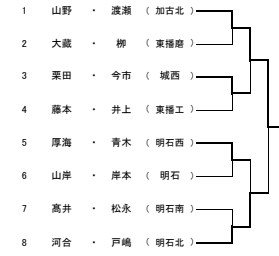 1 山野 ・ 渡瀬 ( 加古北 )
2 大蔵 ・ 栁 ( 東播磨 )
3 栗田 ・ 今市 ( 城西 )
4 藤本 ・ 井上 ( 東播工 )
5 厚海 ・ 青木 ( 明石西 )
6 山岸 ・ 岸本 ( 明石 )
7 髙井 ・ 松永 ( 明石南 )
8 河合 ・ 戸嶋 ( 明石北 )